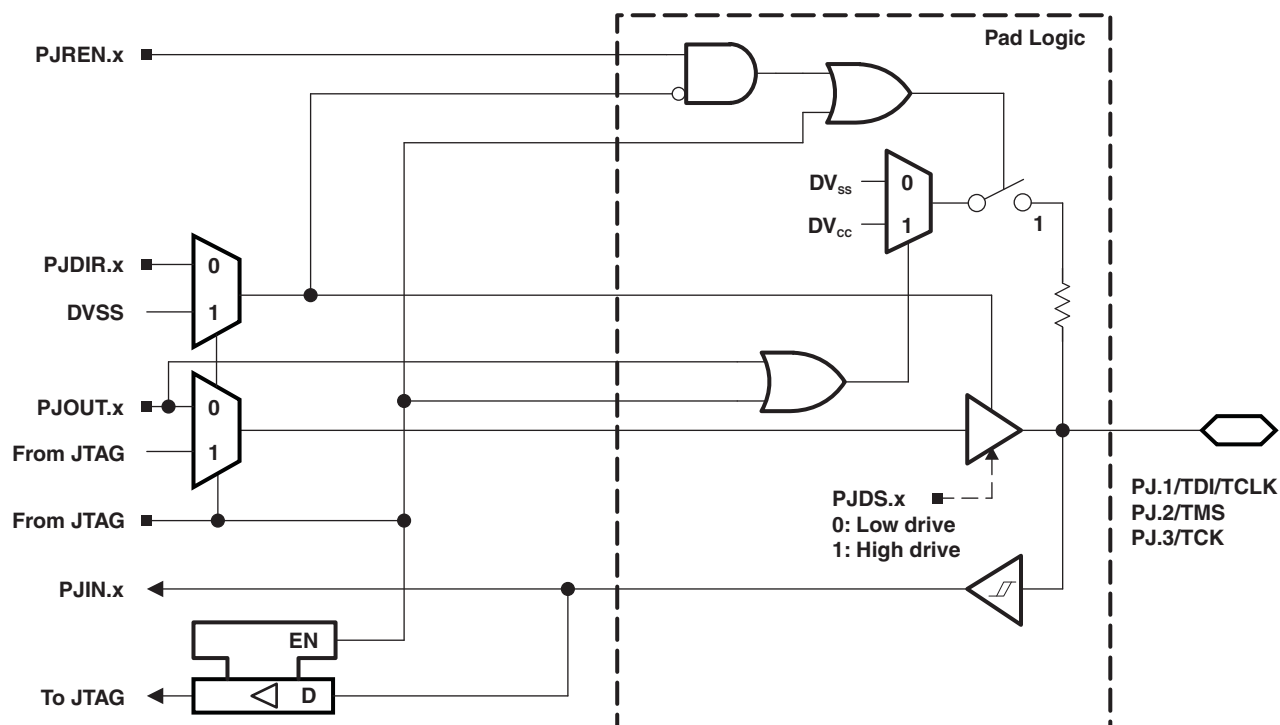 Pad Logic
PJREN.x
DVss
0
DVcc
1
1
PJDIR.x
0
DVSS
1
PJOUT.x
0
From JTAG
1
PJDS.x
0: Low drive
1: High drive
PJ.1/TDI/TCLK
PJ.2/TMS
PJ.3/TCK
From JTAG
PJIN.x
EN
To JTAG
D